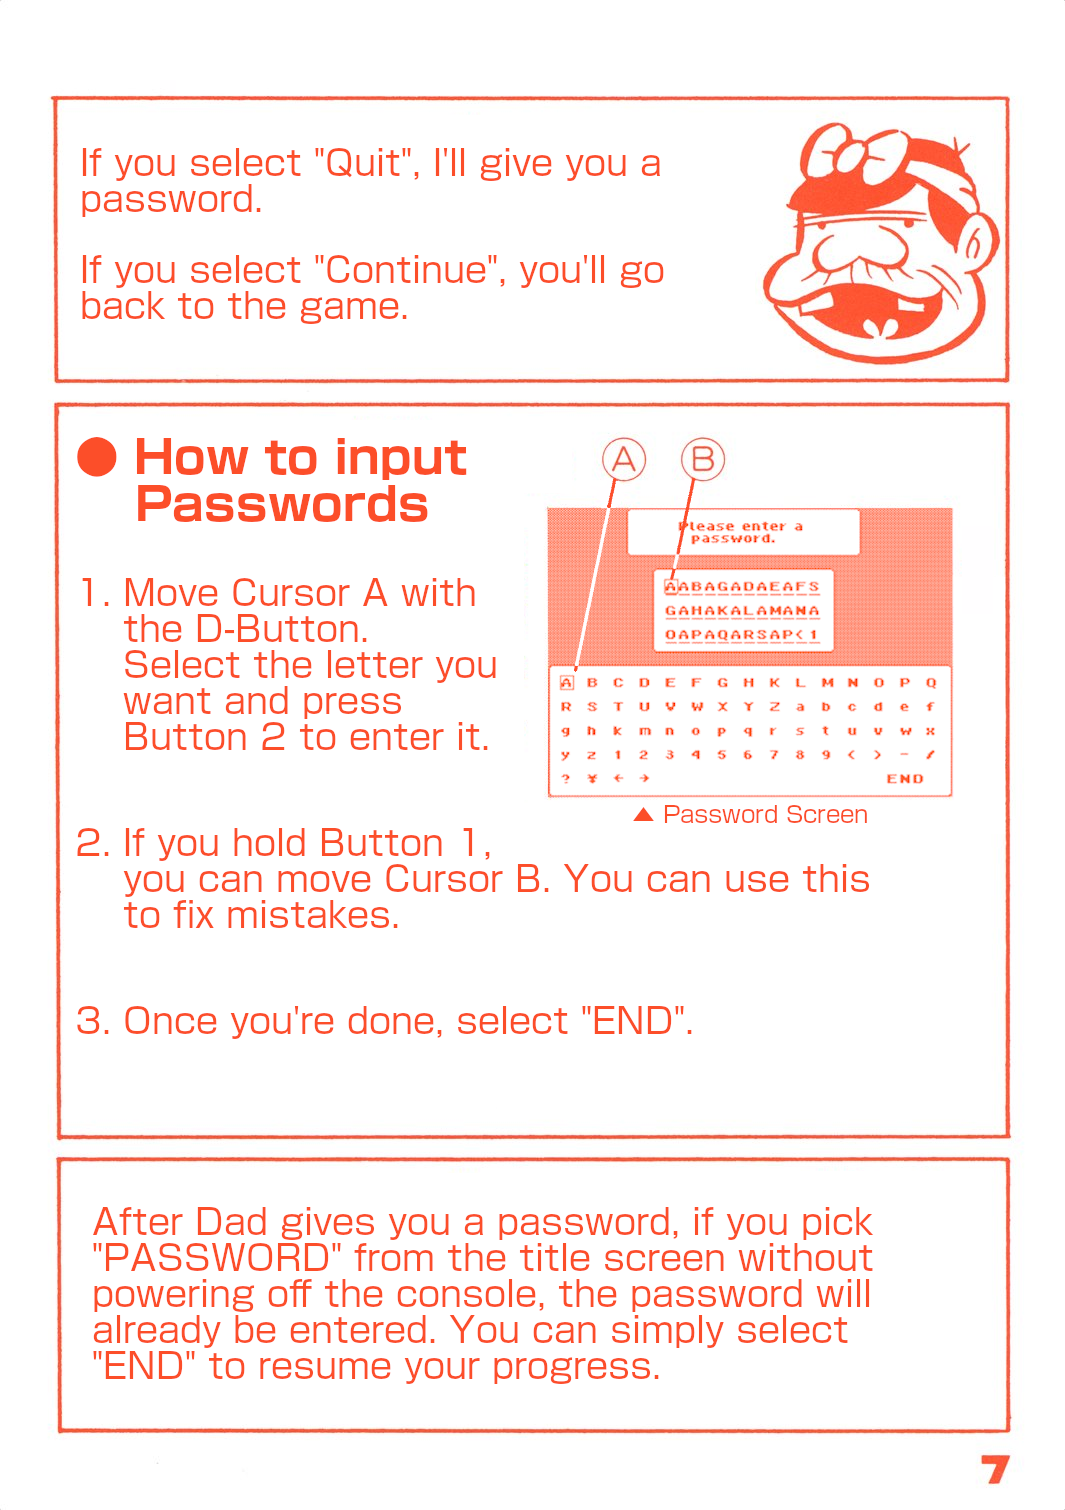 If you select "Quit", I'll give you a
password.
If you select "Continue", you'll go
back to the game.
● How to input
Passwords
A B
Please enter a
password.
AABAGADAEAFS
GAHAKALAMANA
OAPAQARSAP<1
A B C D E F G H K L M N O P Q
R S T U V W X Y Z a b c d e f
g h k m n o p q r s t u v w x
y z 1 2 3 4 5 6 7 8 9 < > - /
? ¥ ← → END
▲ Password Screen
1. Move Cursor A with
the D-Button.
Select the letter you
want and press
Button 2 to enter it.
2. If you hold Button 1,
you can move Cursor B. You can use this
to fix mistakes.
3. Once you're done, select "END".
After Dad gives you a password, if you pick
"PASSWORD" from the title screen without
powering off the console, the password will
already be entered. You can simply select
"END" to resume your progress.
7